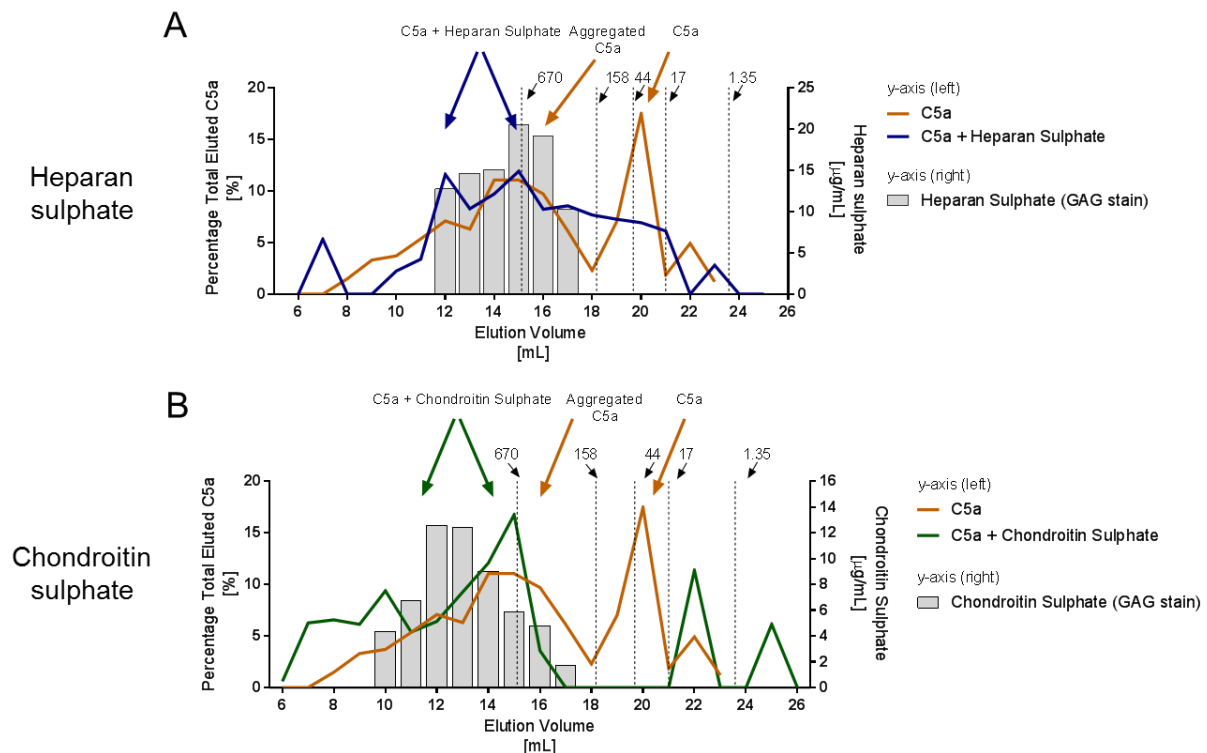 A
C5a + Heparan Sulphate
Aggregated
C5a
C5a
670
158
44
17
1.35
Heparan
sulphate
Percentage Total Eluted C5a
[%]
20
15
10
5
0
25
20
15
10
5
0
Heparan sulphate
[µg/mL]
6 8 10 12 14 16 18 20 22 24 26
Elution Volume
[mL]
y-axis (left)
C5a
C5a + Heparan Sulphate
y-axis (right)
Heparan Sulphate (GAG stain)
B
C5a + Chondroitin Sulphate
Aggregated
C5a
C5a
670
158
44
17
1.35
Chondroitin
sulphate
Percentage Total Eluted C5a
[%]
20
15
10
5
0
16
14
12
10
8
6
4
2
0
Chondroitin Sulphate
[µg/mL]
6 8 10 12 14 16 18 20 22 24 26
Elution Volume
[mL]
y-axis (left)
C5a
C5a + Chondroitin Sulphate
y-axis (right)
Chondroitin Sulphate (GAG stain)